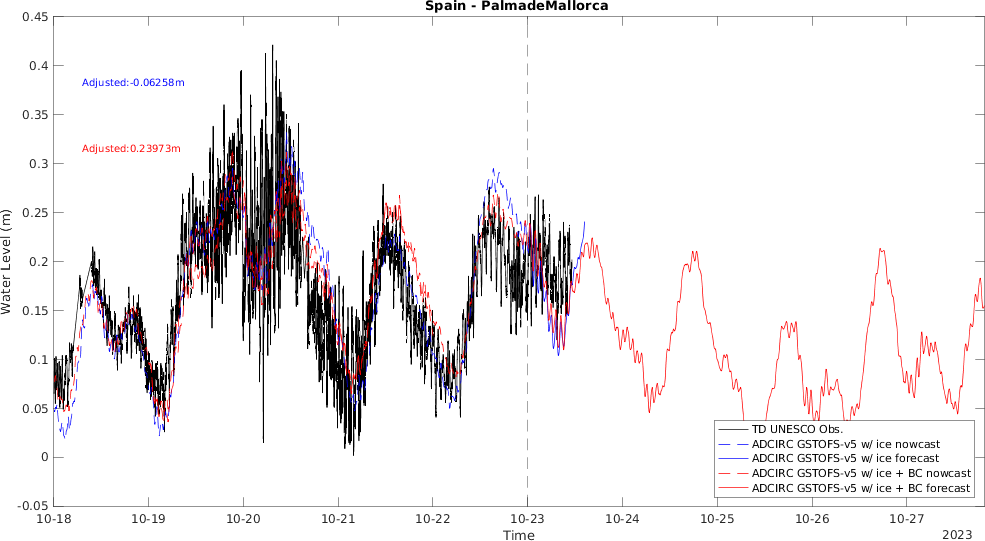 Spain - PalmadeMallorca
Adjusted:-0.06258m
Adjusted:0.23973m
Water Level (m)
0.45
0.4
0.35
0.3
0.25
0.2
0.15
0.1
0.05
0
-0.05
10-18 10-19 10-20 10-21 10-22 10-23 10-24 10-25 10-26 10-27
Time
2023
TD UNESCO Obs.
ADCIRC GSTOFS-v5 w/ ice nowcast
ADCIRC GSTOFS-v5 w/ ice forecast
ADCIRC GSTOFS-v5 w/ ice + BC nowcast
ADCIRC GSTOFS-v5 w/ ice + BC forecast